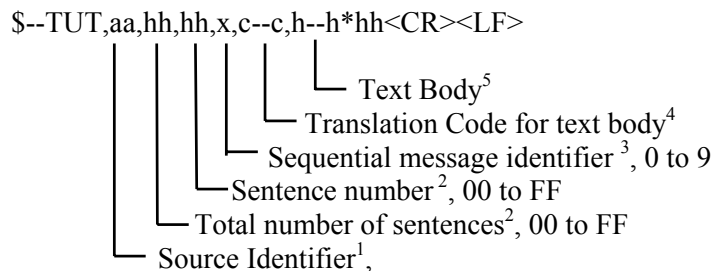 $--TUT,aa,hh,hh,x,c--c,h--h*hh<CR><LF>
Text Body⁵
Translation Code for text body⁴
Sequential message identifier ³, 0 to 9
Sentence number ², 00 to FF
Total number of sentences², 00 to FF
Source Identifier¹,